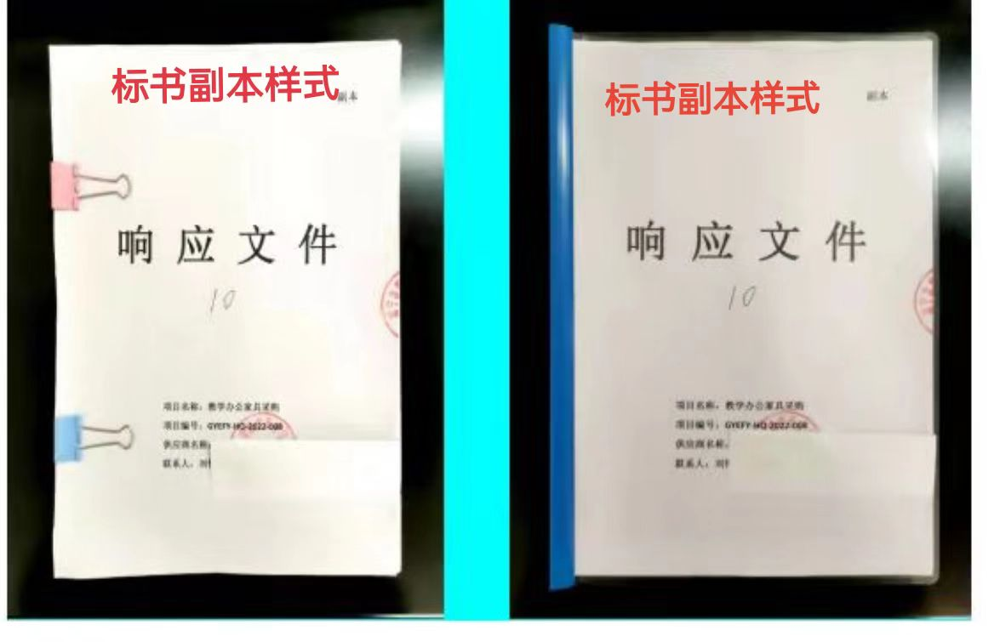 标书副本样式
副本
响应文件
10
项目名称：教学办公家具采购
项目编号：GYEFY-HQ-2022-008
供应商名称：
联系人：刘
标书副本样式
副本
响应文件
10
项目名称：教学办公家具采购
项目编号：GYEFY-HQ-2022-008
供应商名称：
联系人：刘